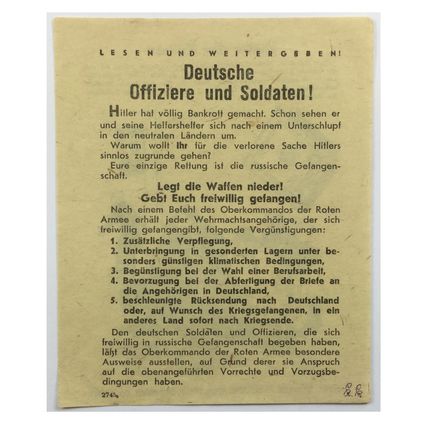 LESEN UND WEITERGEBEN!
Deutsche
Offiziere und Soldaten!
Hitler hat völlig Bankrott gemacht. Schon sehen er
und seine Helfershelfer sich nach einem Unterschlupf
in den neutralen Ländern um.
Warum wollt Ihr für die verlorene Sache Hitlers
sinnlos zugrunde gehen?
Eure einzige Rettung ist die russische Gefangen-
schaft.
Legt die Waffen nieder!
Gebt Euch freiwillig gefangen!
Nach einem Befehl des Oberkommandos der Roten
Armee erhält jeder Wehrmachtsangehörige, der sich
freiwillig gefangengibt, folgende Vergünstigungen:
1. Zusätzliche Verpflegung,
2. Unterbringung in gesonderten Lagern unter be-
sonders günstigen klimatischen Bedingungen,
3. Begünstigung bei der Wahl einer Berufsarbeit,
4. Bevorzugung bei der Abfertigung der Briefe an
die Angehörigen in Deutschland,
5. beschleunigte Rücksendung nach Deutschland
oder, auf Wunsch des Kriegsgefangenen, in ein
anderes Land sofort nach Kriegsende.
Den deutschen Soldaten und Offizieren, die sich
freiwillig in russische Gefangenschaft begeben haben,
läßt das Oberkommando der Roten Armee besondere
Ausweise ausstellen, auf Grund derer sie Anspruch
auf die obenangeführten Vorrechte und Vorzugsbe-
dingungen haben.